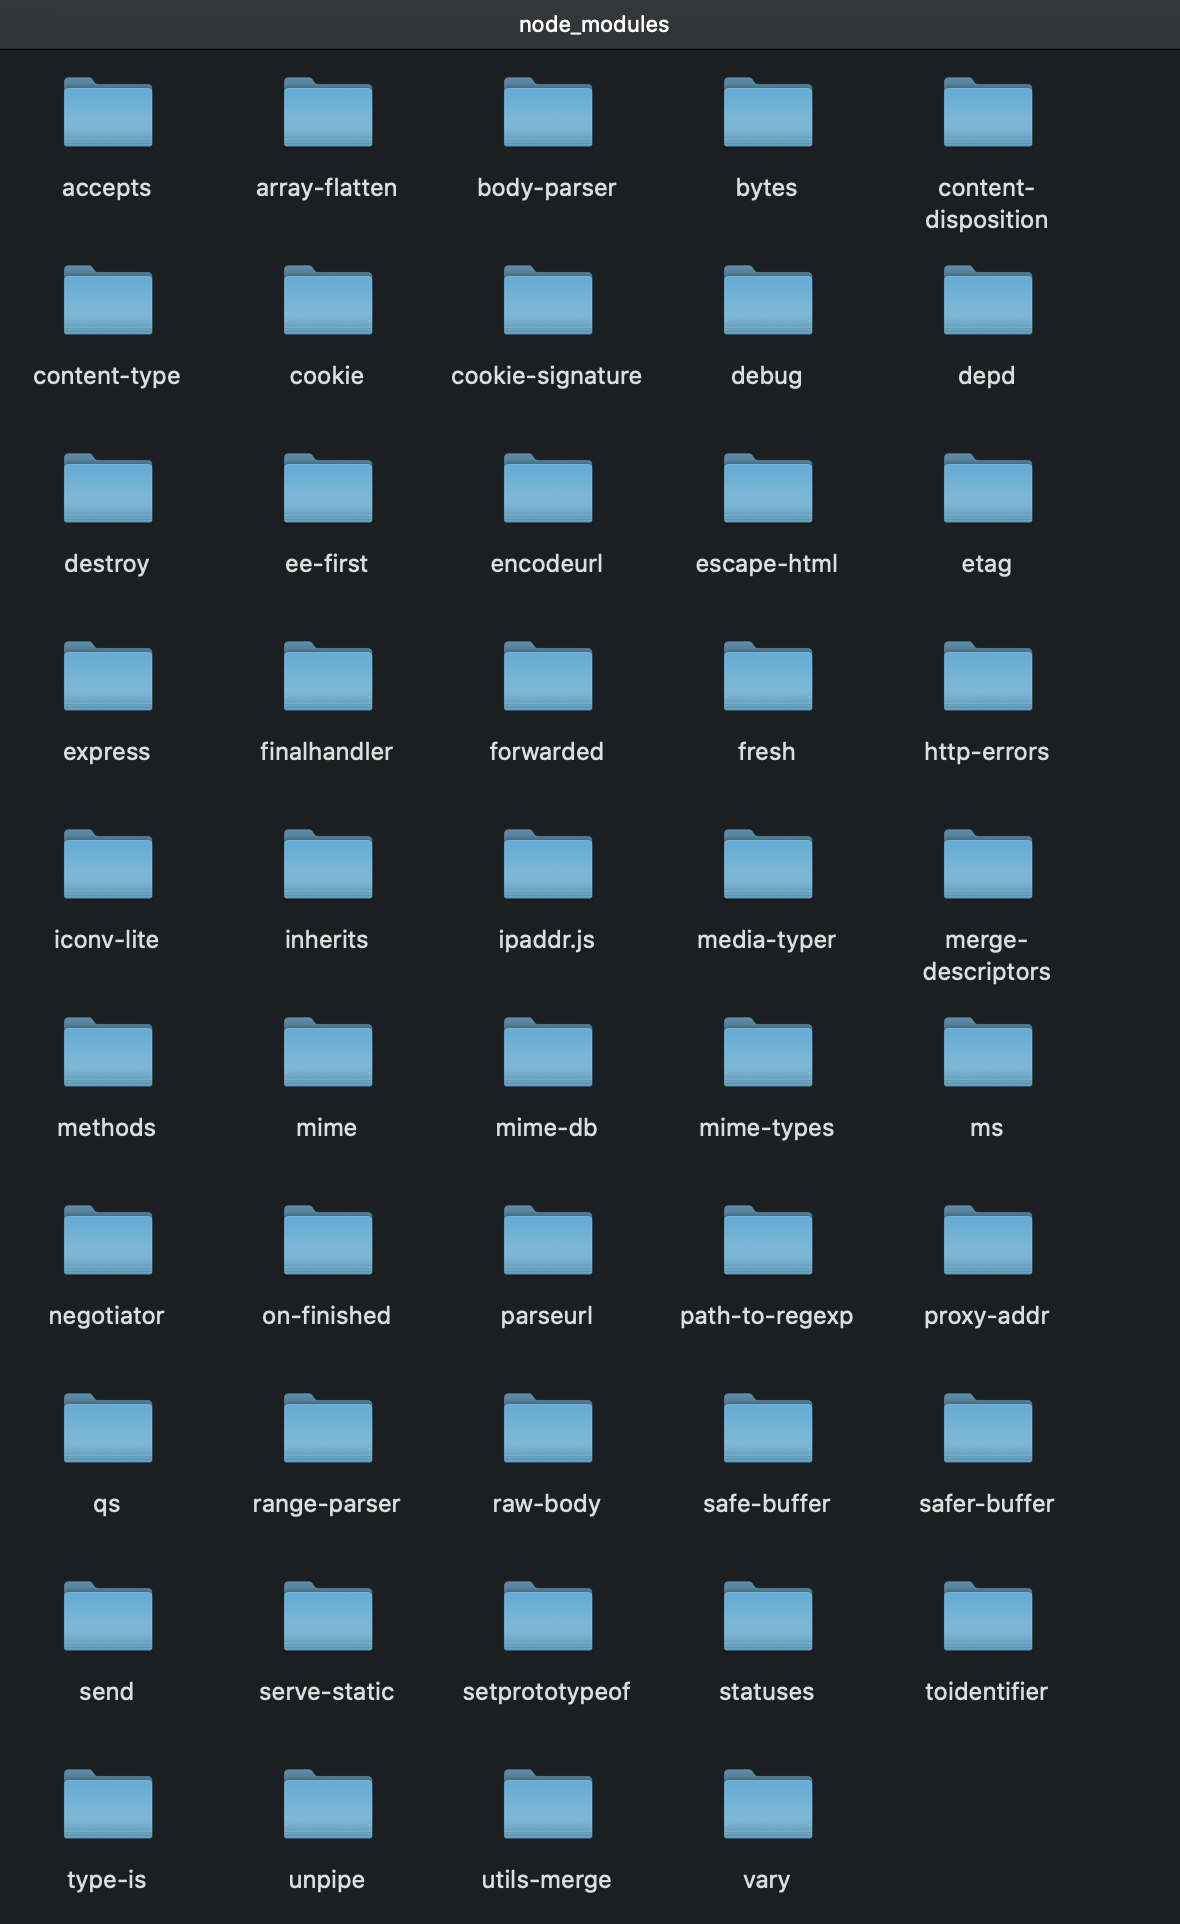 node_modules
accepts
array-flatten
body-parser
bytes
content-
disposition
content-type
cookie
cookie-signature
debug
depd
destroy
ee-first
encodeurl
escape-html
etag
express
finalhandler
forwarded
fresh
http-errors
iconv-lite
inherits
ipaddr.js
media-typer
merge-
descriptors
methods
mime
mime-db
mime-types
ms
negotiator
on-finished
parseurl
path-to-regexp
proxy-addr
qs
range-parser
raw-body
safe-buffer
safer-buffer
send
serve-static
setprototypeof
statuses
toidentifier
type-is
unpipe
utils-merge
vary